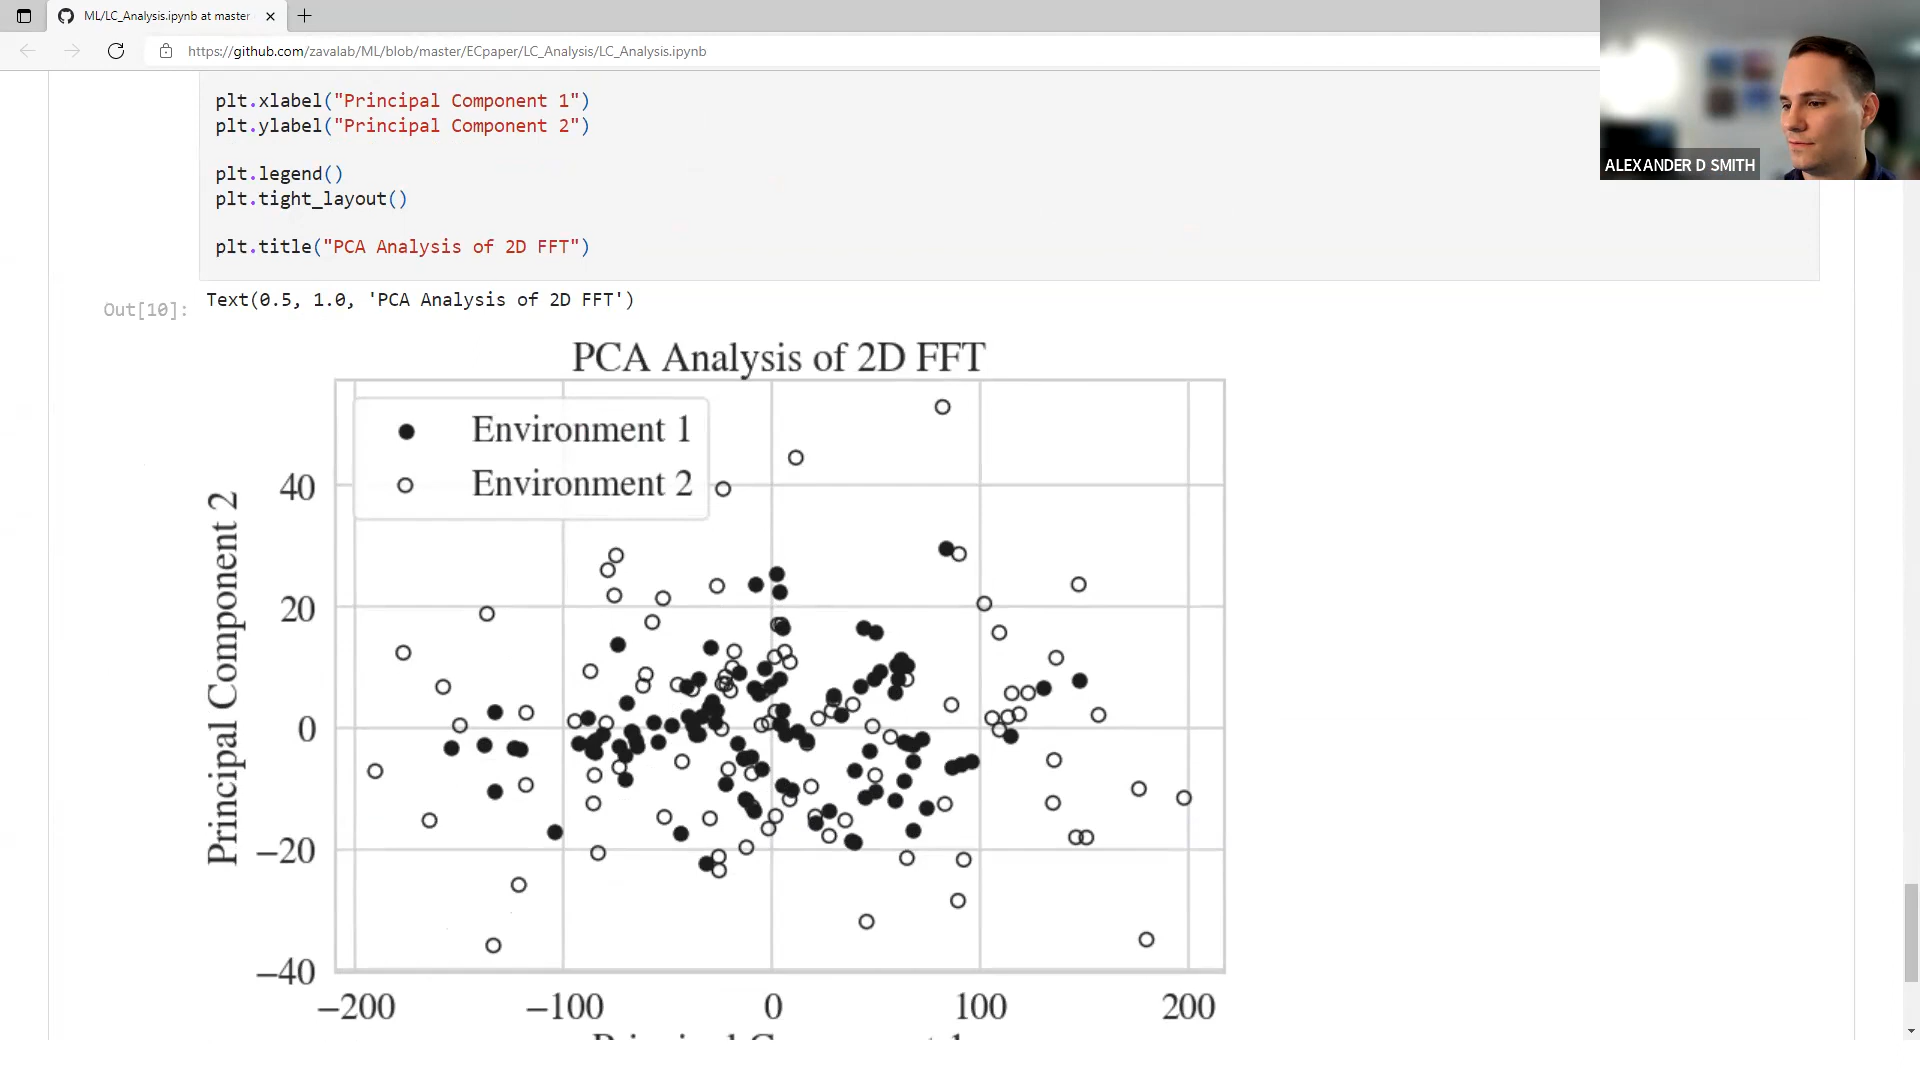 ML/LC_Analysis.ipynb at master
https://github.com/zavalab/ML/blob/master/ECpaper/LC_Analysis/LC_Analysis.ipynb
ALEXANDER D SMITH
plt.xlabel("Principal Component 1")
plt.ylabel("Principal Component 2")
plt.legend()
plt.tight_layout()
plt.title("PCA Analysis of 2D FFT")
Out[10]:
Text(0.5, 1.0, 'PCA Analysis of 2D FFT')
PCA Analysis of 2D FFT
Environment 1
Environment 2
Principal Component 2
40
20
0
−20
−40
−200 −100 0 100 200
Principal Component 1